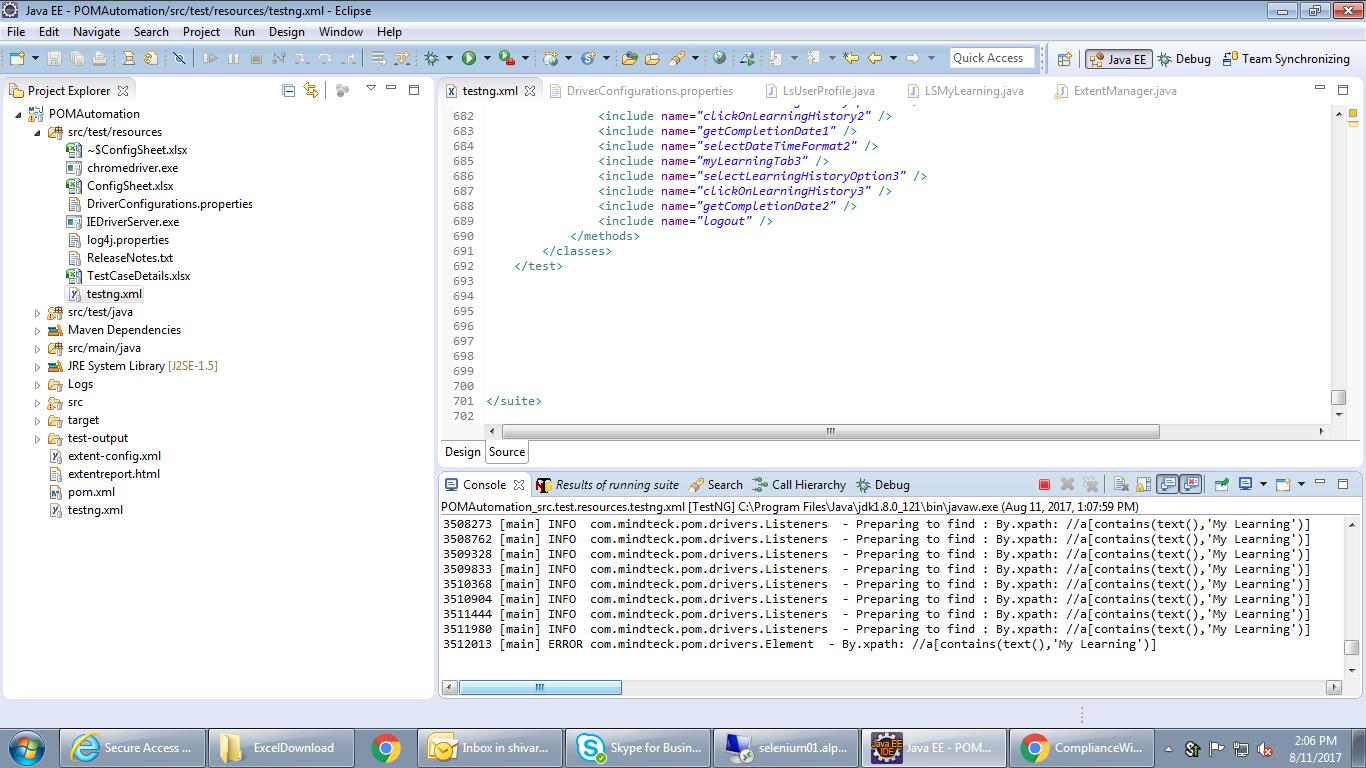 Java EE - POMAutomation/src/test/resources/testng.xml - Eclipse
File Edit Navigate Search Project Run Design Window Help
Quick Access
Java EE
Debug
Team Synchronizing
Project Explorer
POMAutomation
src/test/resources
~$ConfigSheet.xlsx
chromedriver.exe
ConfigSheet.xlsx
DriverConfigurations.properties
IEDriverServer.exe
log4j.properties
ReleaseNotes.txt
TestCaseDetails.xlsx
testng.xml
src/test/java
Maven Dependencies
src/main/java
JRE System Library [J2SE-1.5]
Logs
src
target
test-output
extent-config.xml
extentreport.html
pom.xml
testng.xml
testng.xml DriverConfigurations.properties LsUserProfile.java LSMyLearning.java ExtentManager.java
682 <include name="clickOnLearningHistory2" />
683 <include name="getCompletionDate1" />
684 <include name="selectDateTimeFormat2" />
685 <include name="myLearningTab3" />
686 <include name="selectLearningHistoryOption3" />
687 <include name="clickOnLearningHistory3" />
688 <include name="getCompletionDate2" />
689 <include name="logout" />
690 </methods>
691 </classes>
692 </test>
693
694
695
696
697
698
699
700
701 </suite>
702
Design Source
Console Results of running suite Search Call Hierarchy Debug
POMAutomation_src.test.resources.testng.xml [TestNG] C:\Program Files\Java\jdk1.8.0_121\bin\javaw.exe (Aug 11, 2017, 1:07:59 PM)
3508273 [main] INFO com.mindteck.pom.drivers.Listeners - Preparing to find : By.xpath: //a[contains(text(),'My Learning')]
3508762 [main] INFO com.mindteck.pom.drivers.Listeners - Preparing to find : By.xpath: //a[contains(text(),'My Learning')]
3509328 [main] INFO com.mindteck.pom.drivers.Listeners - Preparing to find : By.xpath: //a[contains(text(),'My Learning')]
3509833 [main] INFO com.mindteck.pom.drivers.Listeners - Preparing to find : By.xpath: //a[contains(text(),'My Learning')]
3510368 [main] INFO com.mindteck.pom.drivers.Listeners - Preparing to find : By.xpath: //a[contains(text(),'My Learning')]
3510904 [main] INFO com.mindteck.pom.drivers.Listeners - Preparing to find : By.xpath: //a[contains(text(),'My Learning')]
3511444 [main] INFO com.mindteck.pom.drivers.Listeners - Preparing to find : By.xpath: //a[contains(text(),'My Learning')]
3511980 [main] INFO com.mindteck.pom.drivers.Listeners - Preparing to find : By.xpath: //a[contains(text(),'My Learning')]
3512013 [main] ERROR com.mindteck.pom.drivers.Element - By.xpath: //a[contains(text(),'My Learning')]
Secure Access ... ExcelDownload Inbox in shivar... Skype for Busin... selenium01.alp... Java EE - POM... ComplianceWi...
2:06 PM
8/11/2017